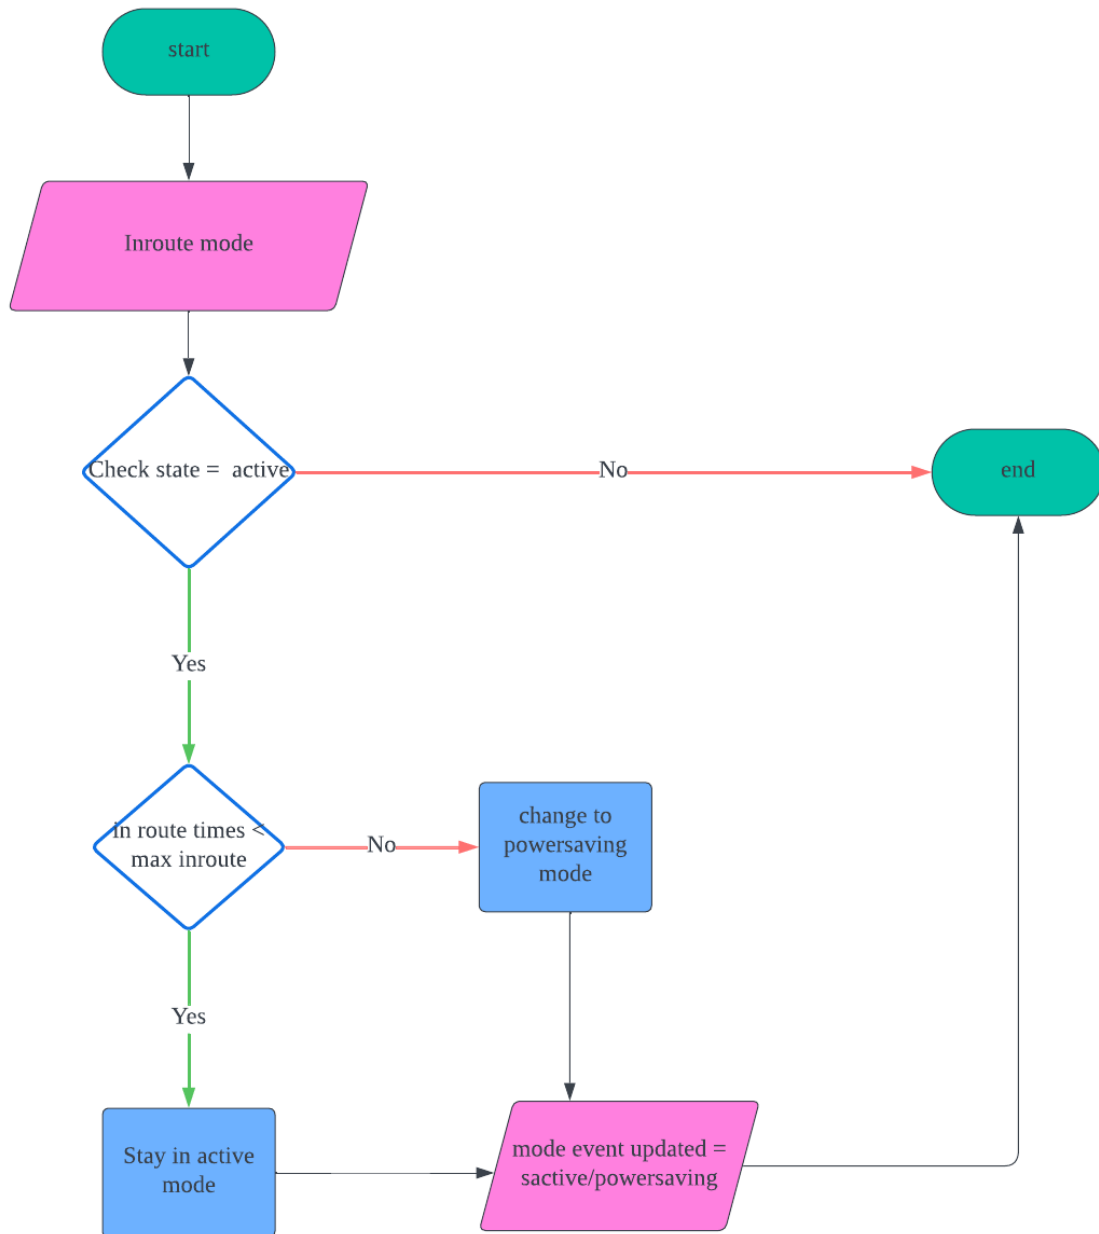 start
Inroute mode
Check state =  active
No
end
Yes
in route times <
max inroute
No
change to
powersaving
mode
Yes
Stay in active
mode
mode event updated =
sactive/powersaving